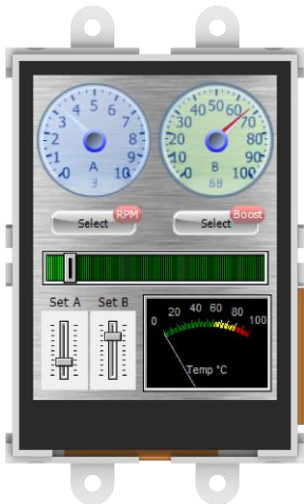 0 1 2 3 4 5 6 7 8 9 10
A
3
0 10 20 30 40 50 60 70 80 90 100
B
68
Select RPM
Select Boost
Set A Set B
0 20 40 60 80 100
Temp °C